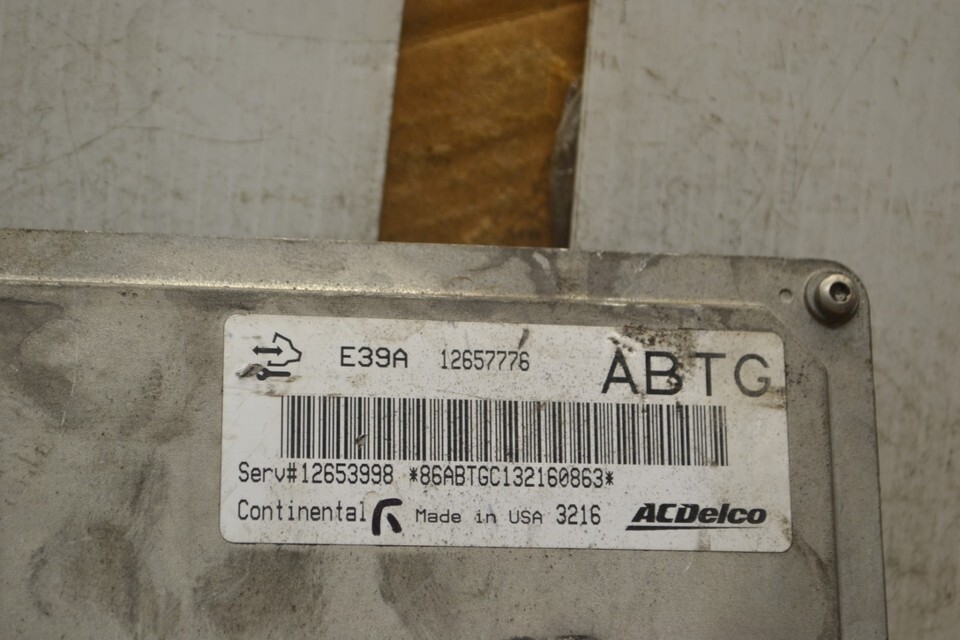 E39A 12657776 ABTG
Serv#12653998 *86ABTGC132160863*
Continental Made in USA 3216 ACDelco